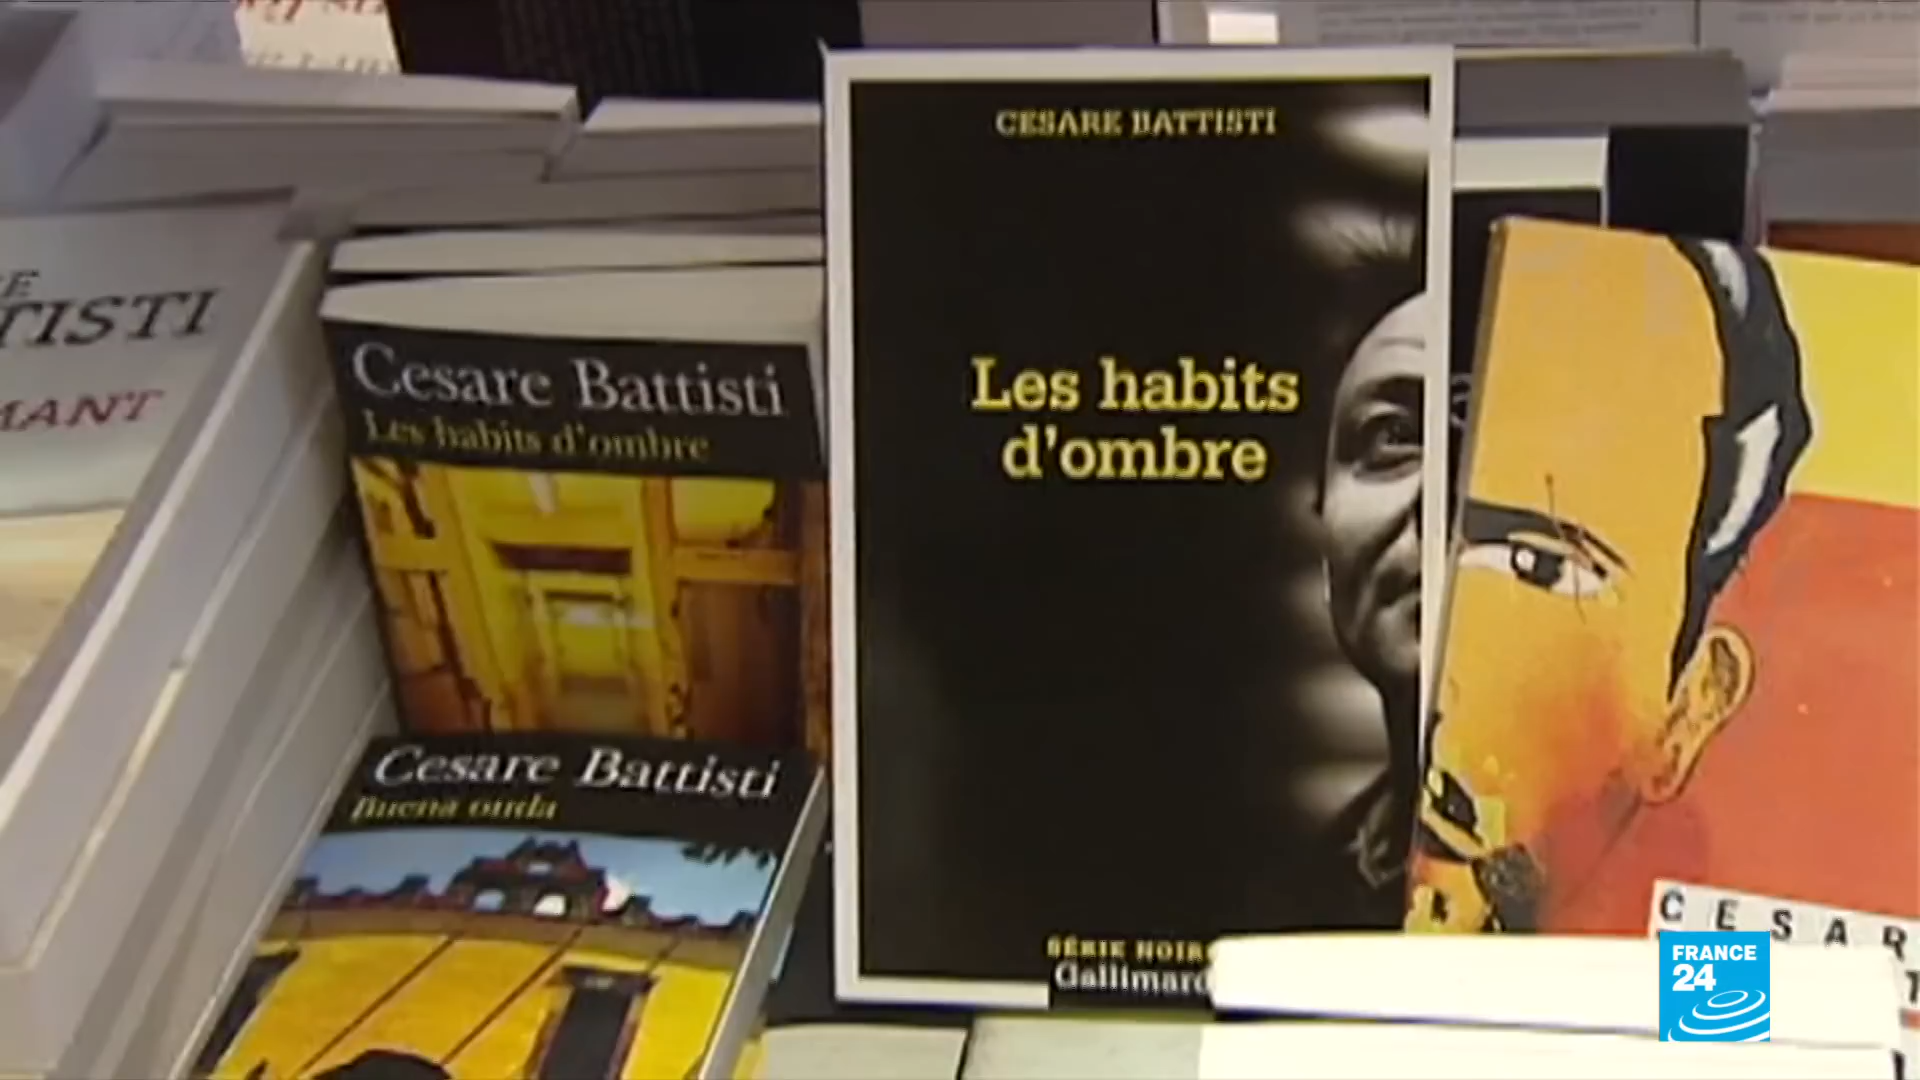 TISTI
MANT
Cesare Battisti
Les habits d'ombre
Cesare Battisti
Buena onda
CESARE BATTISTI
Les habits
d'ombre
SÉRIE NOIR
Gallimard
CESAR
FRANCE
24